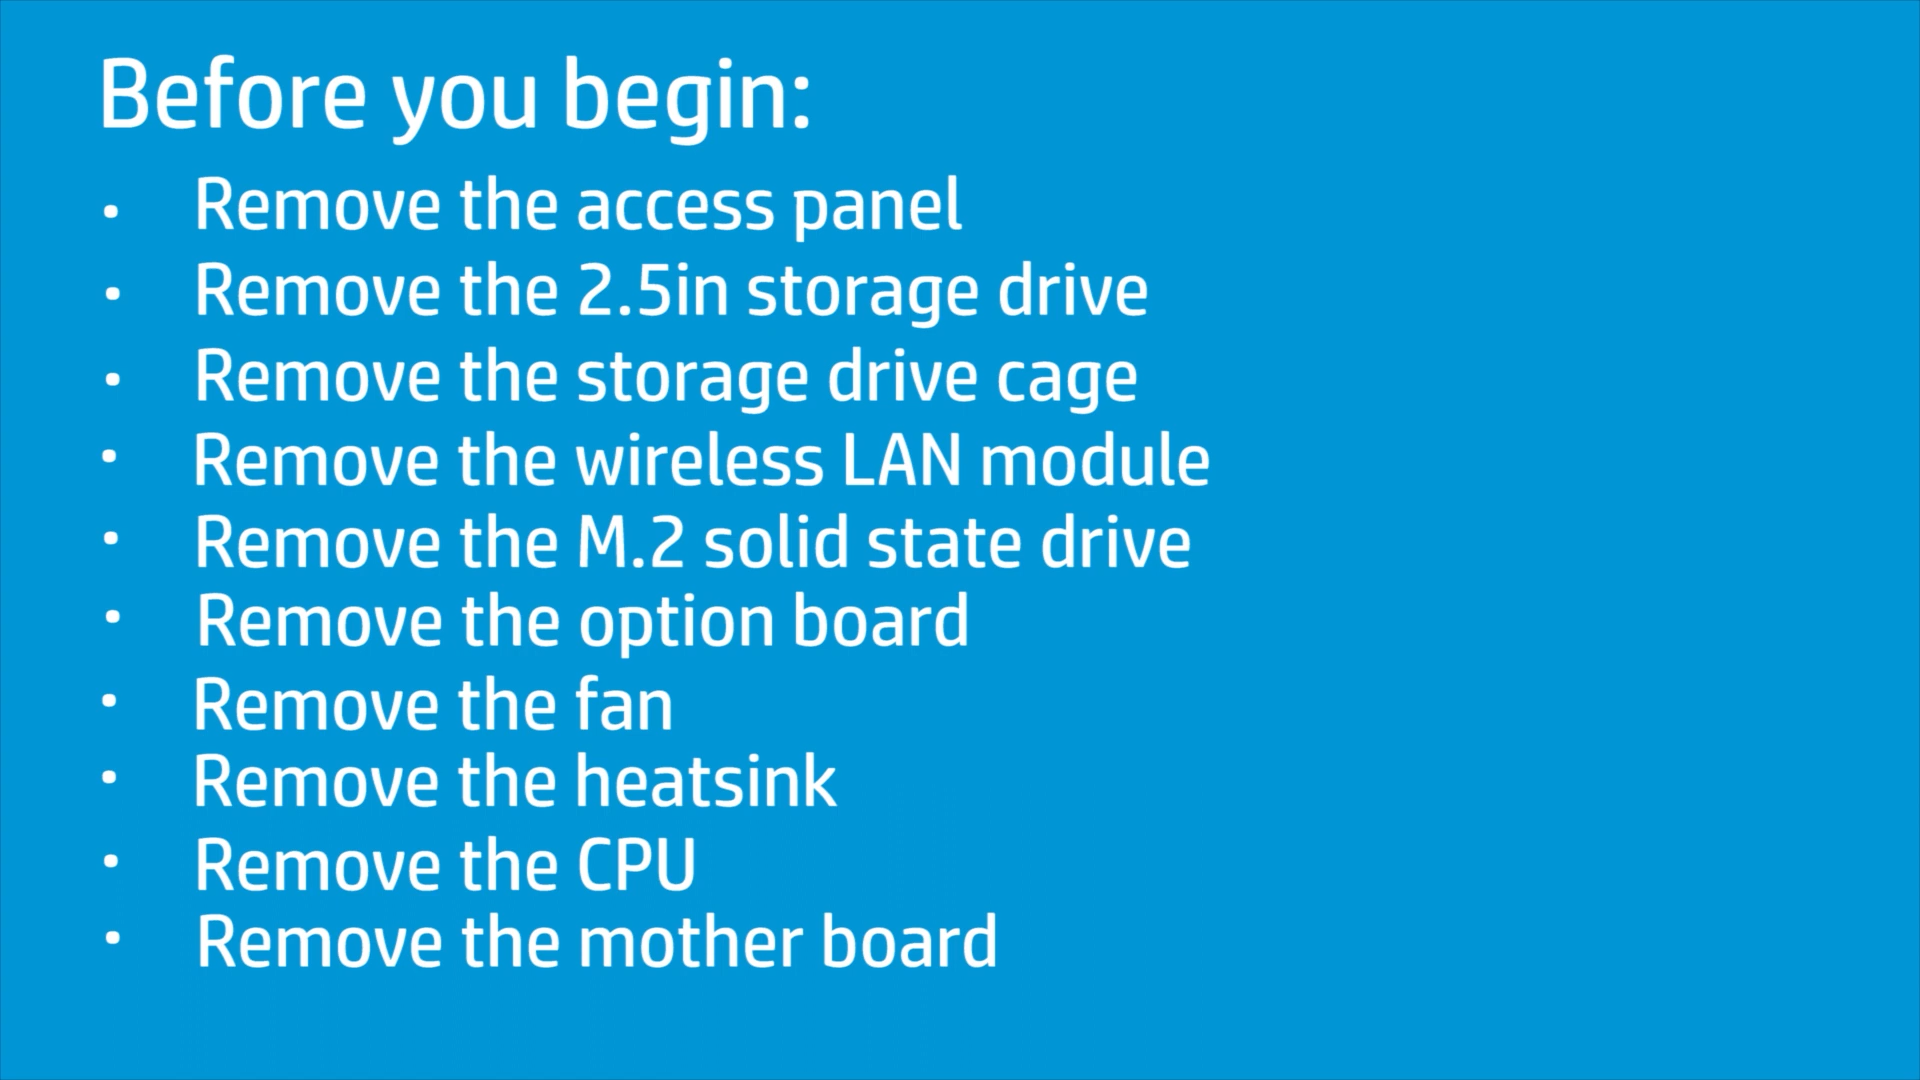 Before you begin:
• Remove the access panel
• Remove the 2.5in storage drive
• Remove the storage drive cage
• Remove the wireless LAN module
• Remove the M.2 solid state drive
• Remove the option board
• Remove the fan
• Remove the heatsink
• Remove the CPU
• Remove the mother board